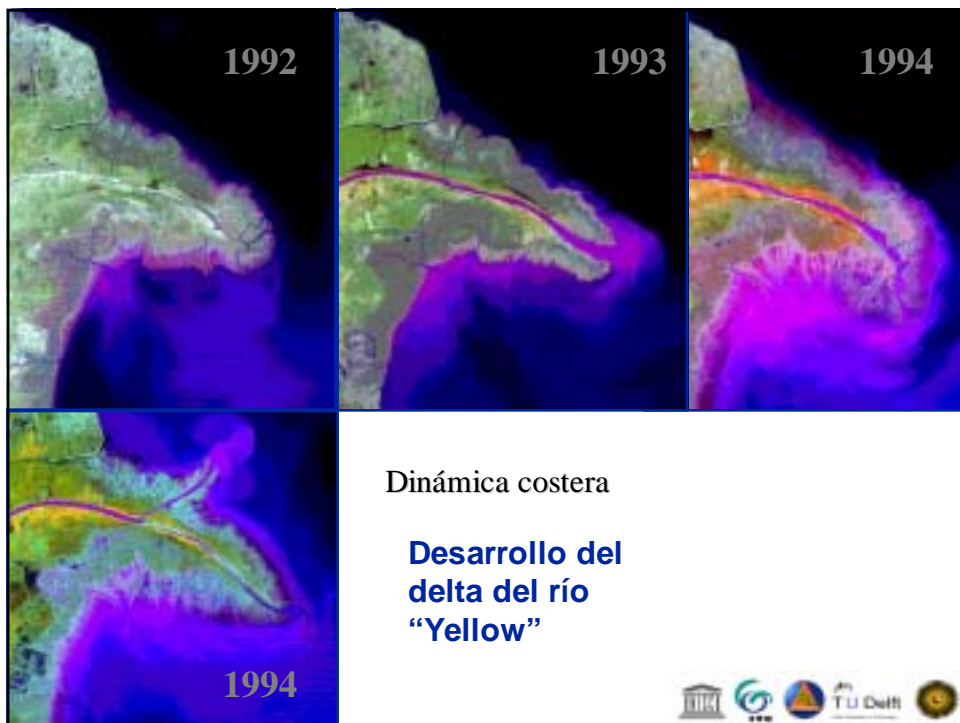 1992
1993
1994
1994
Dinámica costera
Desarrollo del
delta del río
“Yellow”
TU Delft